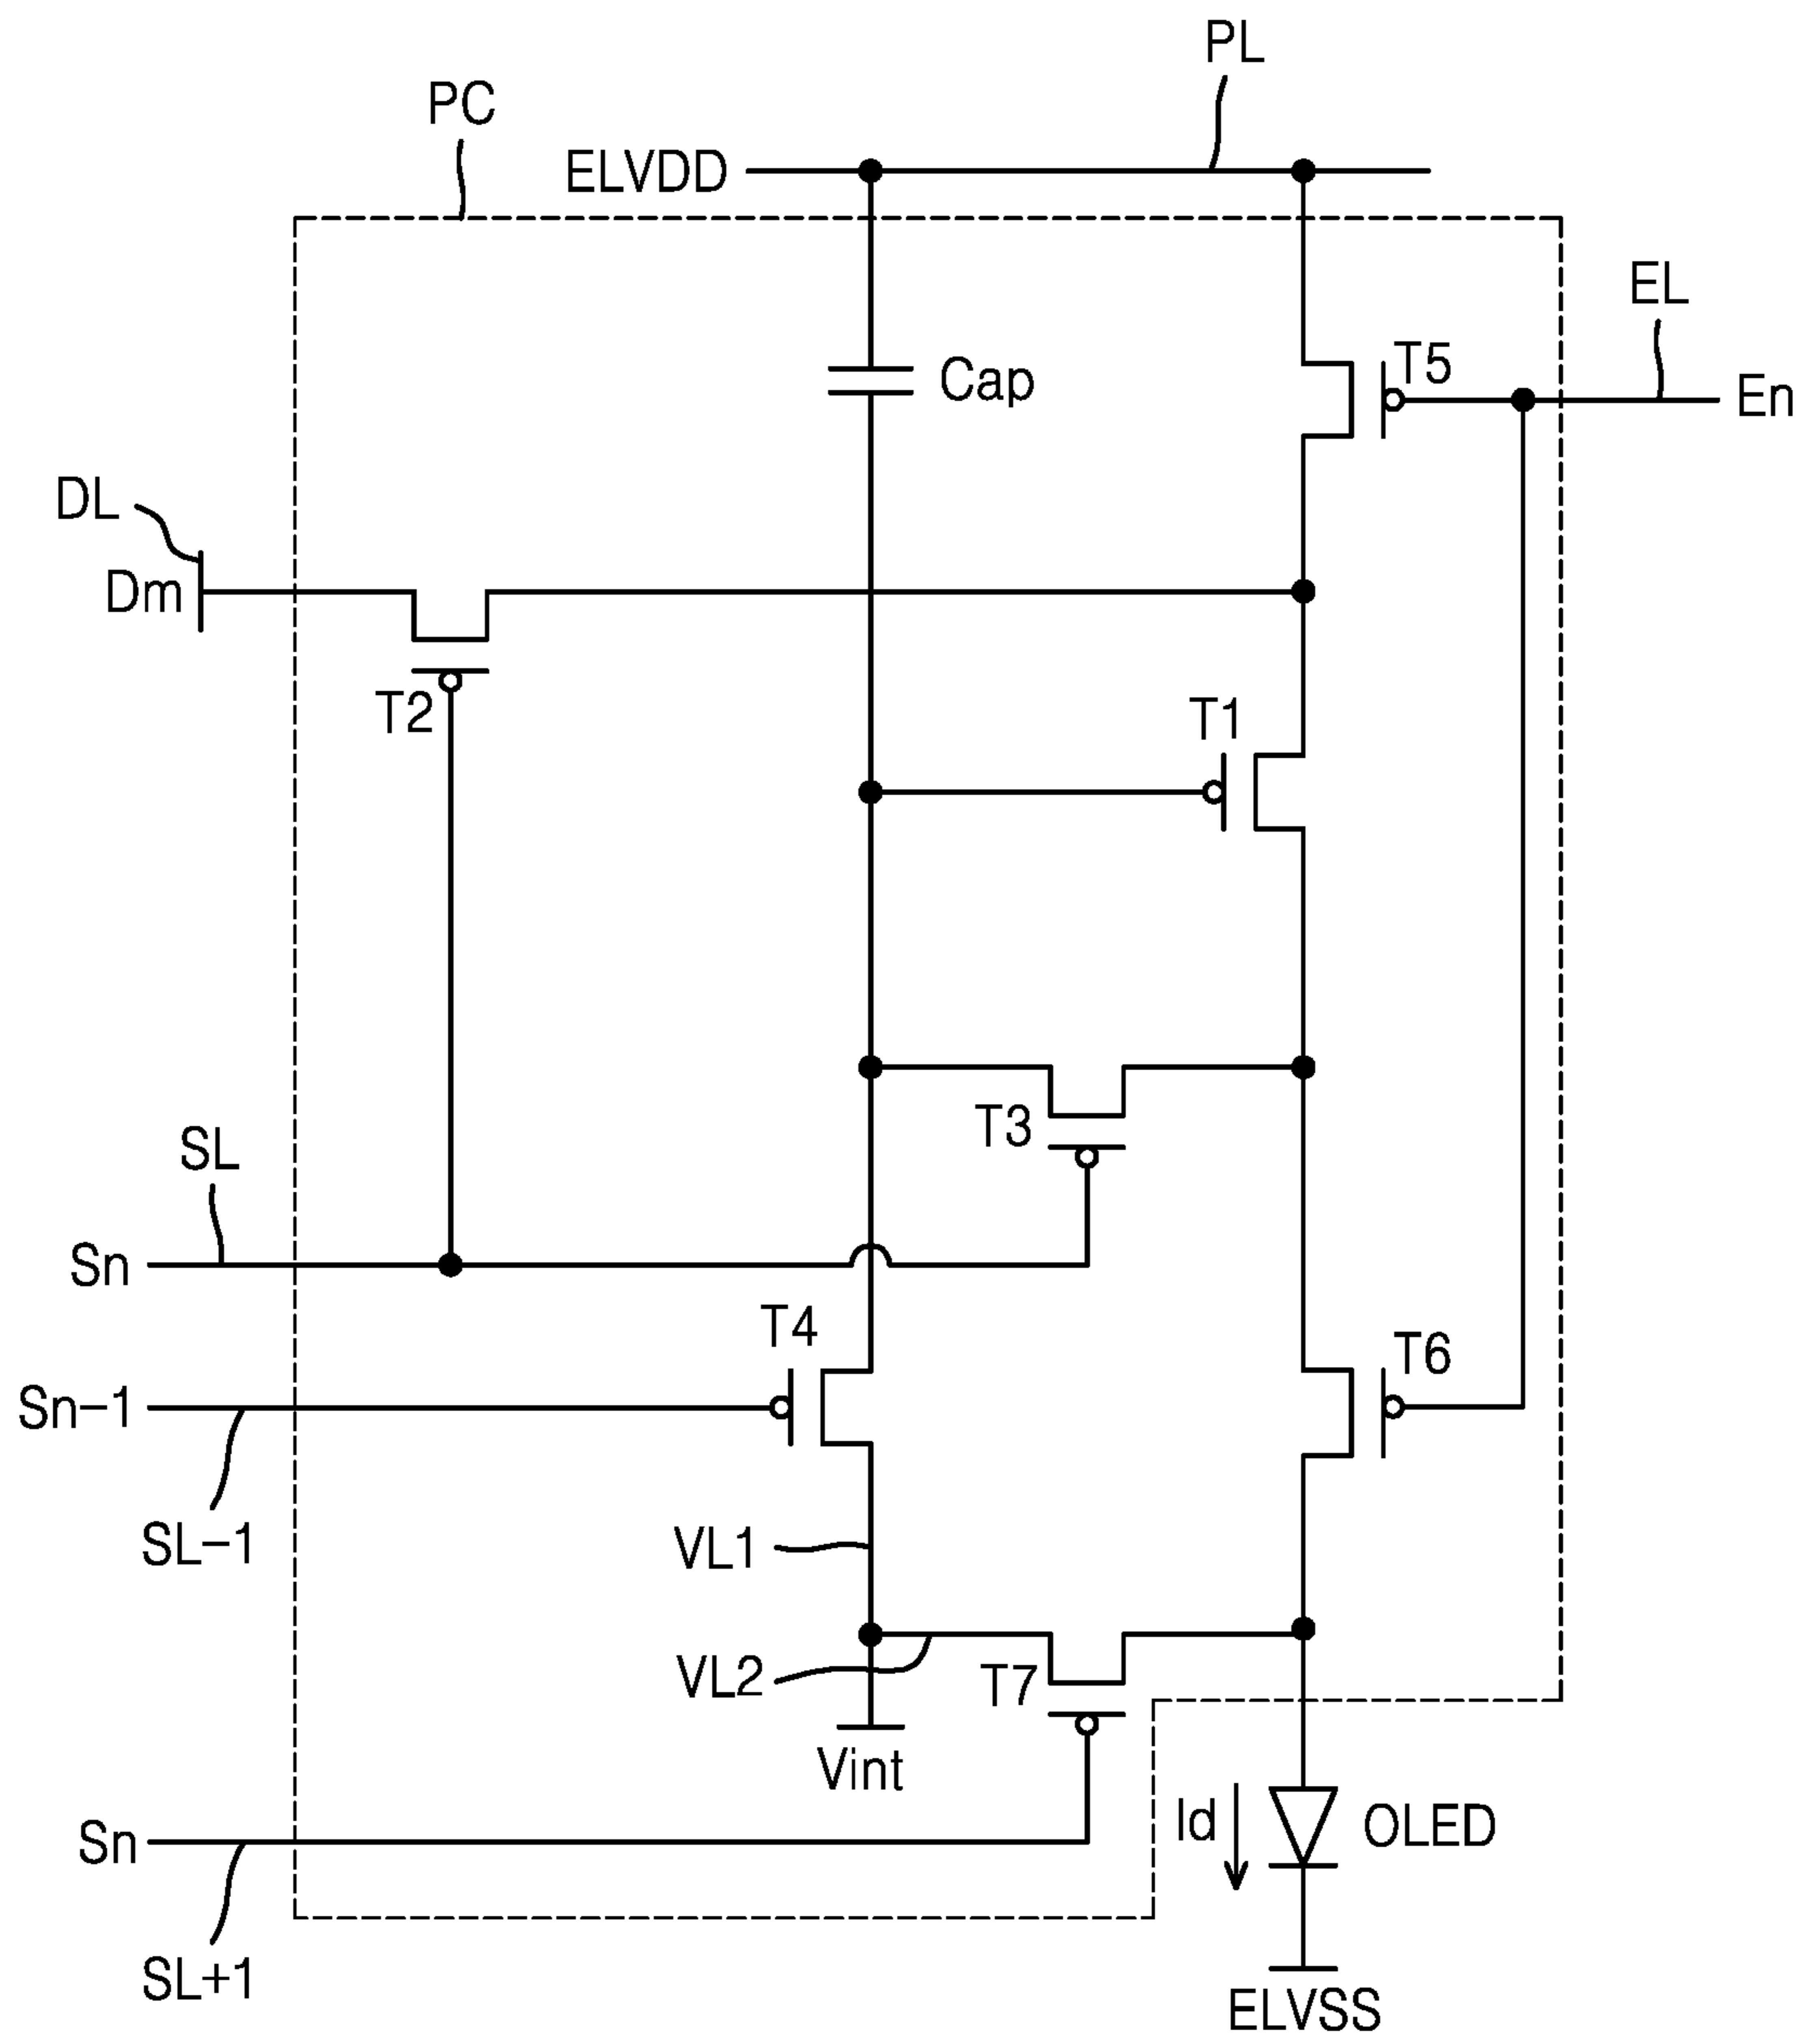 PL
PC
ELVDD
EL
T5
Cap
En
DL
Dm
T2
T1
T3
SL
Sn
T4
T6
Sn-1
SL-1
VL1
VL2
T7
Vint
Id
OLED
Sn
SL+1
ELVSS